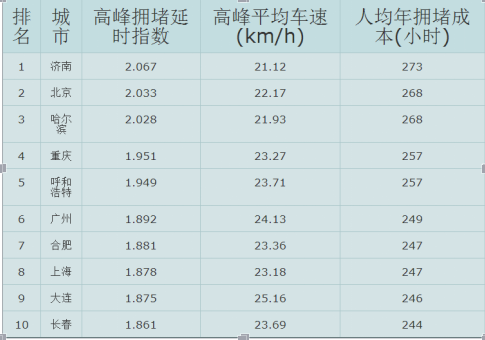 排名 城市 高峰拥堵延时指数 高峰平均车速(km/h) 人均年拥堵成本(小时)
1 济南 2.067 21.12 273
2 北京 2.033 22.17 268
3 哈尔滨 2.028 21.93 268
4 重庆 1.951 23.27 257
5 呼和浩特 1.949 23.71 257
6 广州 1.892 24.13 249
7 合肥 1.881 23.36 247
8 上海 1.878 23.18 247
9 大连 1.875 25.16 246
10 长春 1.861 23.69 244